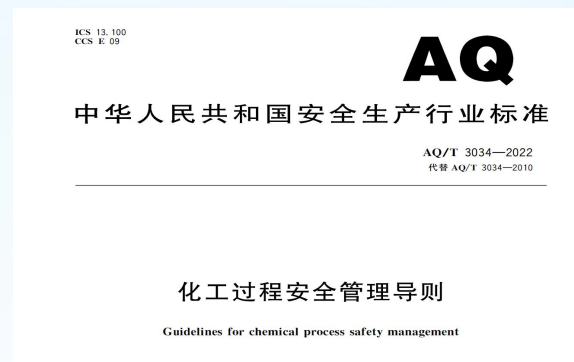 ICS 13.100
CCS E 09
AQ
中华人民共和国安全生产行业标准
AQ/T 3034—2022
代替 AQ/T 3034—2010
化工过程安全管理导则
Guidelines for chemical process safety management